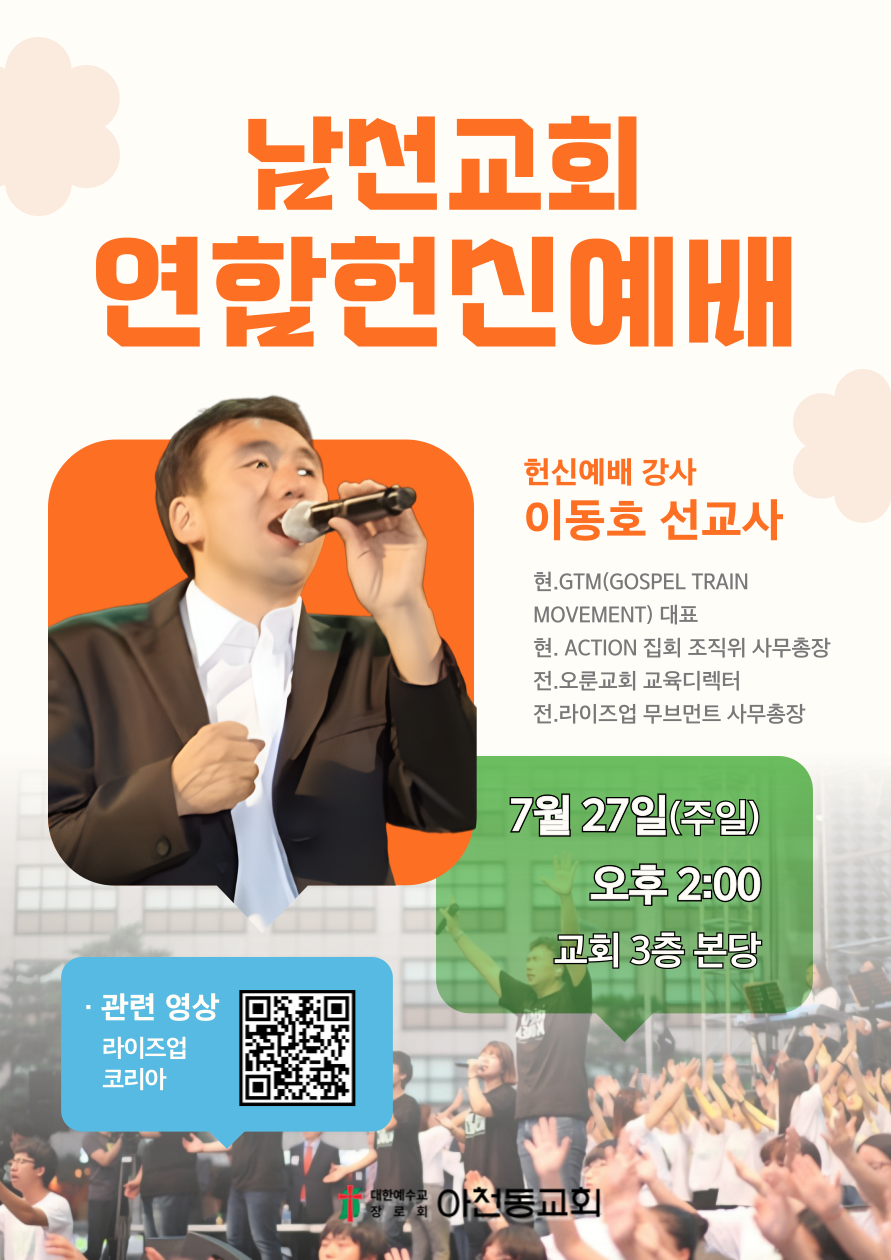 남선교회
연합헌신예배
헌신예배 강사
이동호 선교사
현.GTM(GOSPEL TRAIN
MOVEMENT) 대표
현. ACTION 집회 조직위 사무총장
전.오륜교회 교육디렉터
전.라이즈업 무브먼트 사무총장
7월 27일(주일)
오후 2:00
교회 3층 본당
· 관련 영상
라이즈업
코리아
대한예수교
장로회
아천동교회